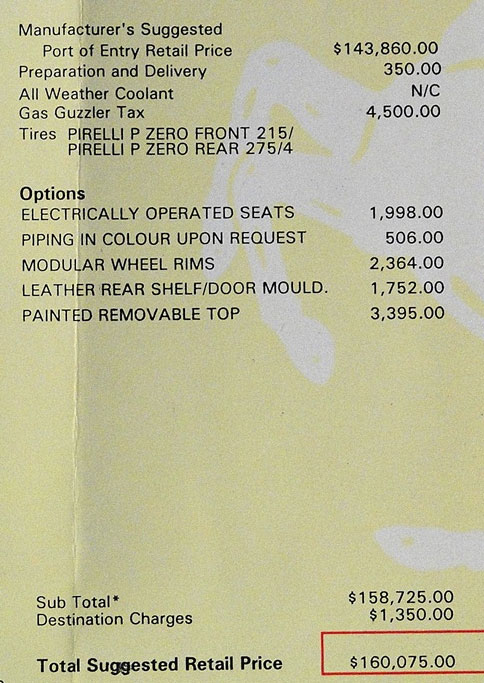 Manufacturer's Suggested
Port of Entry Retail Price $143,860.00
Preparation and Delivery 350.00
All Weather Coolant N/C
Gas Guzzler Tax 4,500.00
Tires PIRELLI P ZERO FRONT 215/
PIRELLI P ZERO REAR 275/4
Options
ELECTRICALLY OPERATED SEATS 1,998.00
PIPING IN COLOUR UPON REQUEST 506.00
MODULAR WHEEL RIMS 2,364.00
LEATHER REAR SHELF/DOOR MOULD. 1,752.00
PAINTED REMOVABLE TOP 3,395.00
Sub Total* $158,725.00
Destination Charges $1,350.00
Total Suggested Retail Price $160,075.00